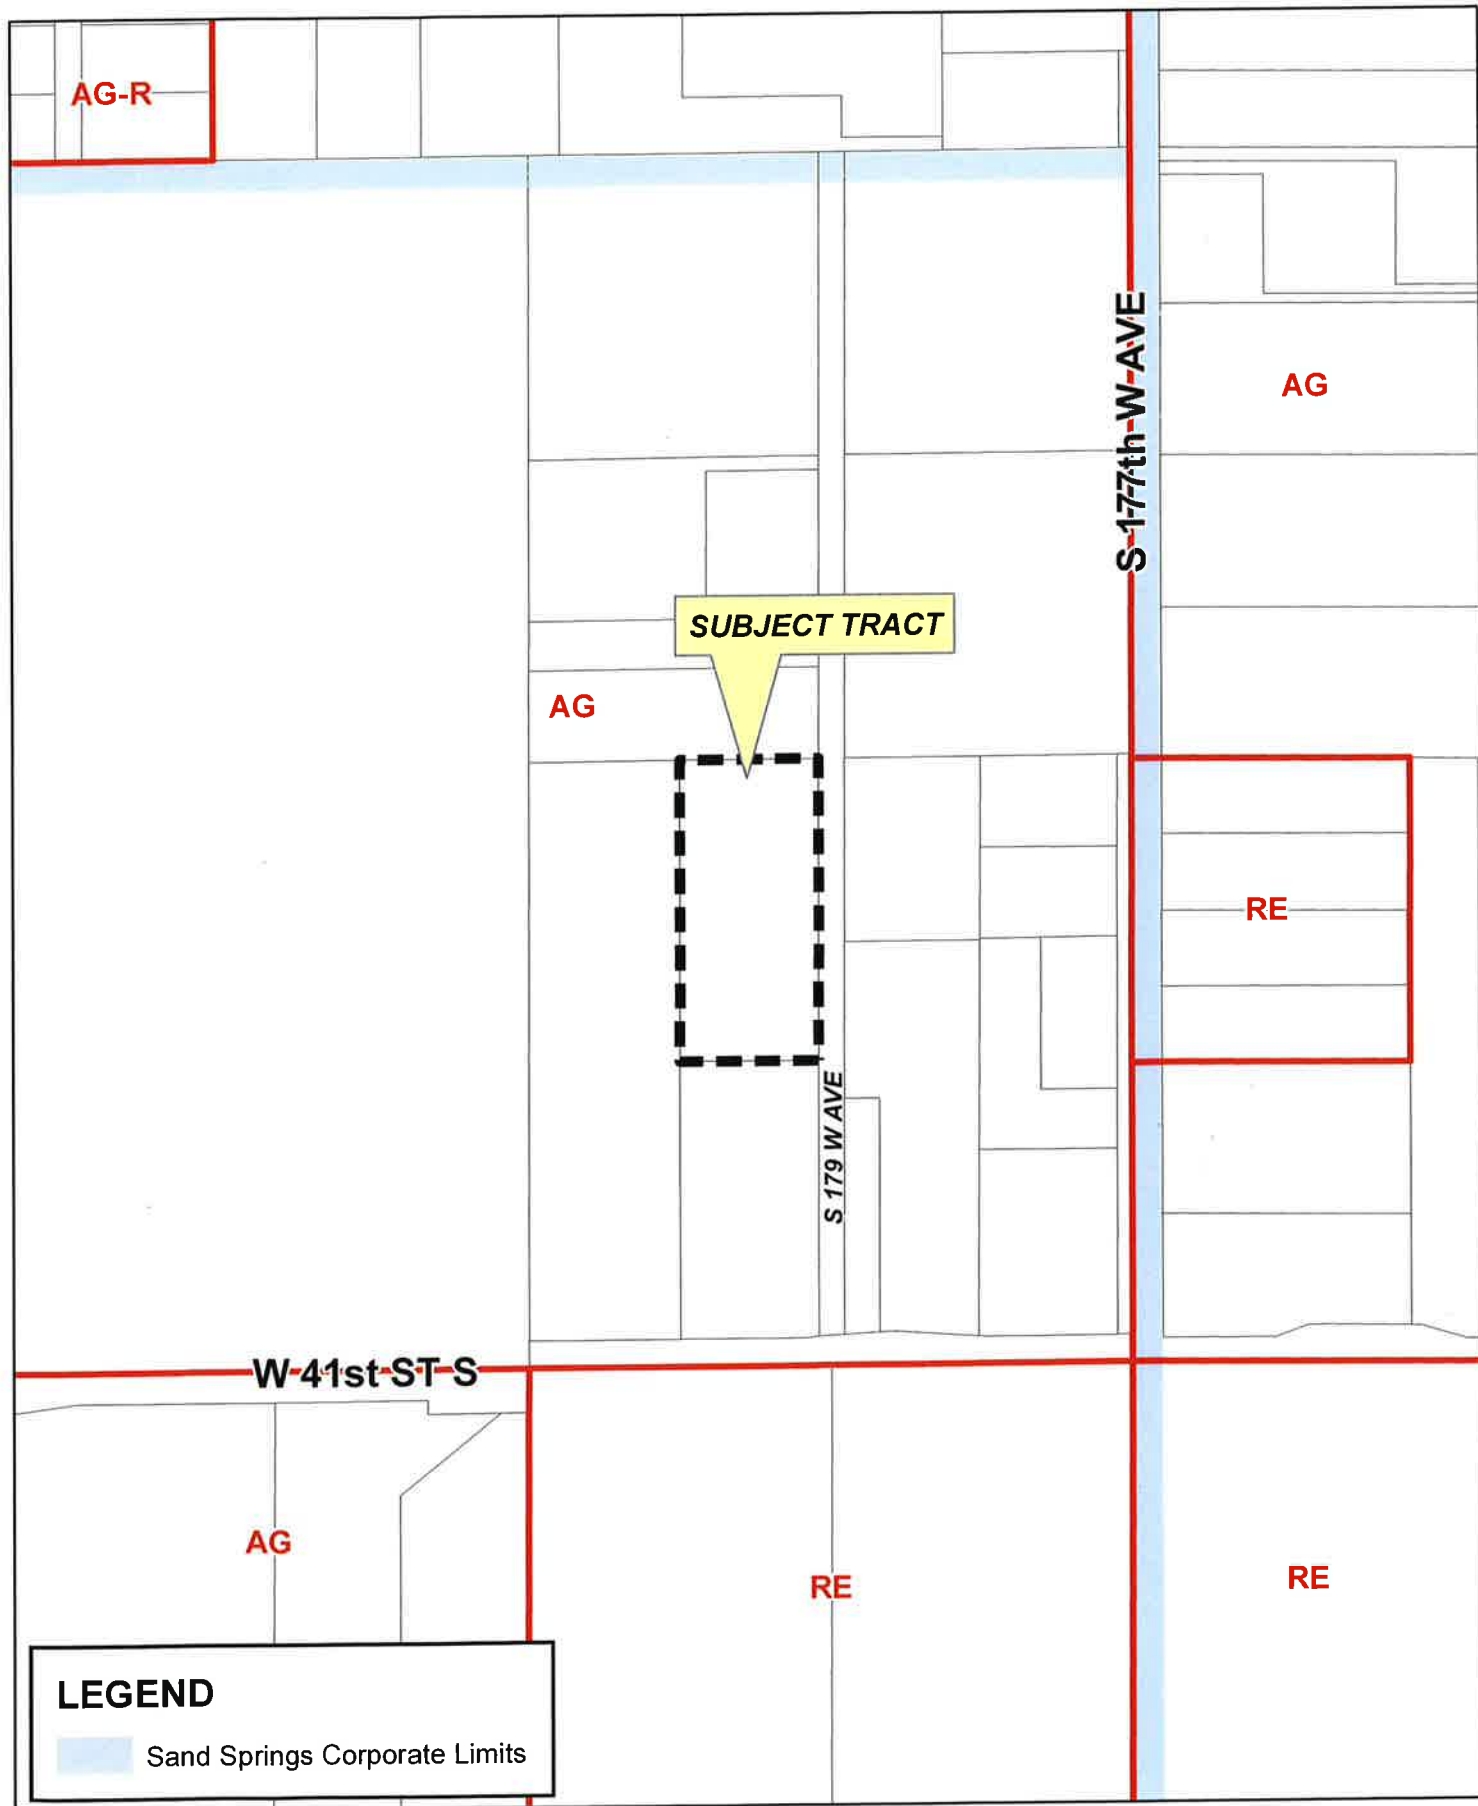 AG-R
S 177th W AVE
AG
SUBJECT TRACT
AG
RE
S 179 W AVE
W 41st ST S
AG
RE
RE
LEGEND
Sand Springs Corporate Limits